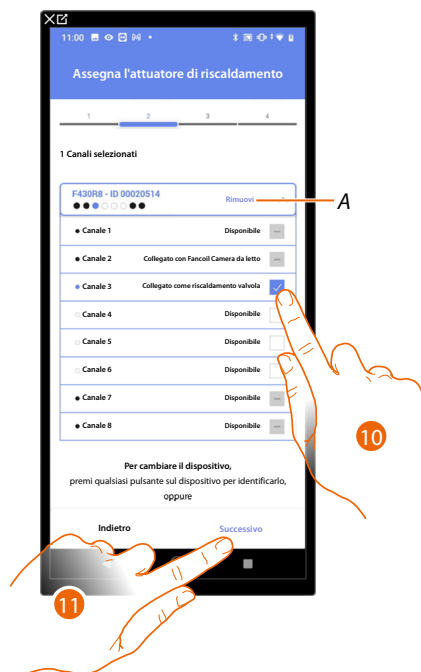 11:00
Assegna l'attuatore di riscaldamento
1 2 3 4
1 Canali selezionati
F430R8 - ID 00020514
Rimuovi
A
Canale 1 Disponibile
Canale 2 Collegato con Fancoil Camera da letto
Canale 3 Collegato come riscaldamento valvola
Canale 4 Disponibile
Canale 5 Disponibile
Canale 6 Disponibile
Canale 7 Disponibile
Canale 8 Disponibile
10
Per cambiare il dispositivo,
premi qualsiasi pulsante sul dispositivo per identificarlo,
oppure
Indietro Successivo
11